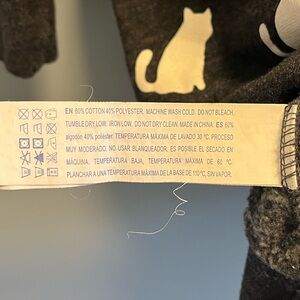 EN 60% COTTON 40% POLYESTER. MACHINE WASH COLD. DO NOT BLEACH.
TUMBLE DRY LOW. IRON LOW. DO NOT DRY CLEAN. MADE IN CHINA. ES 60%
algodón 40% poliéster. TEMPERATURA MÁXIMA DE LAVADO 30 ºC. PROCESO
MUY MODERADO. NO USAR BLANQUEADOR. ES POSIBLE EL SECADO EN
MÁQUINA. TEMPERATURA BAJA, TEMPERATURA MÁXIMA DE 60 ºC.
PLANCHAR A UNA TEMPERATURA MÁXIMA DE LA BASE DE 110 ºC, SIN VAPOR.